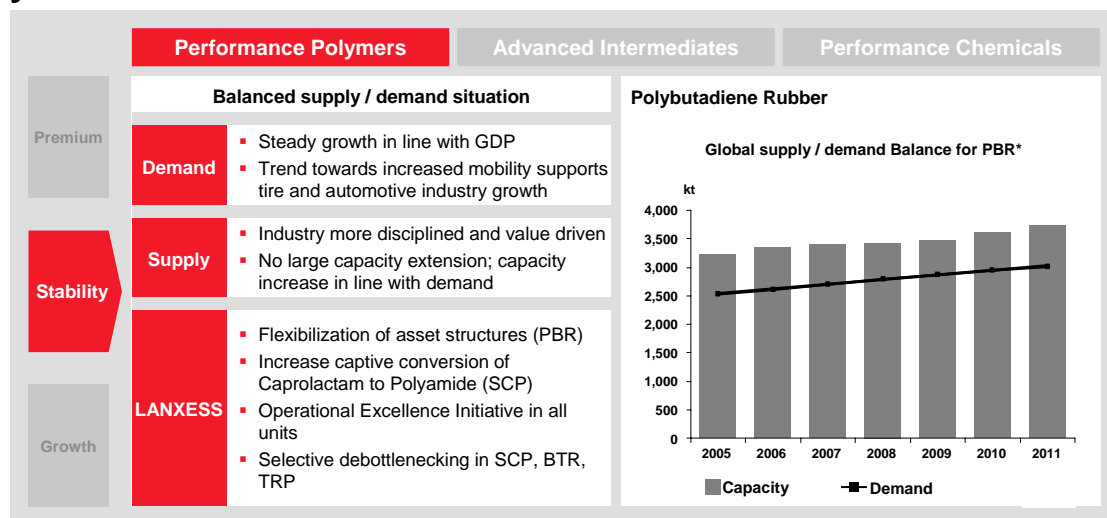 Performance Polymers
Advanced Intermediates
Performance Chemicals
Premium
Stability
Growth
Balanced supply / demand situation
Demand
▪ Steady growth in line with GDP
▪ Trend towards increased mobility supports
tire and automotive industry growth
Supply
▪ Industry more disciplined and value driven
▪ No large capacity extension; capacity
increase in line with demand
LANXESS
▪ Flexibilization of asset structures (PBR)
▪ Increase captive conversion of
Caprolactam to Polyamide (SCP)
▪ Operational Excellence Initiative in all
units
▪ Selective debottlenecking in SCP, BTR,
TRP
Polybutadiene Rubber
Global supply / demand Balance for PBR*
kt
4,000
3,500
3,000
2,500
2,000
1,500
1,000
500
0
2005 2006 2007 2008 2009 2010 2011
Capacity Demand